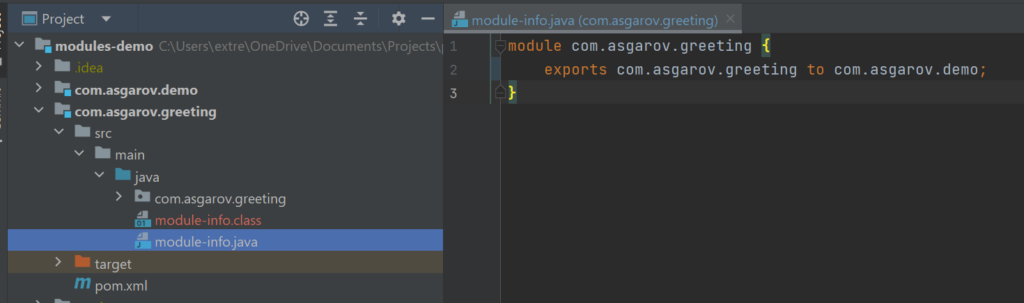 Project
modules-demo C:\Users\extre\OneDrive\Documents\Projects\
.idea
com.asgarov.demo
com.asgarov.greeting
src
main
java
com.asgarov.greeting
module-info.class
module-info.java
target
pom.xml
module-info.java (com.asgarov.greeting)
1 module com.asgarov.greeting {
2 exports com.asgarov.greeting to com.asgarov.demo;
3 }